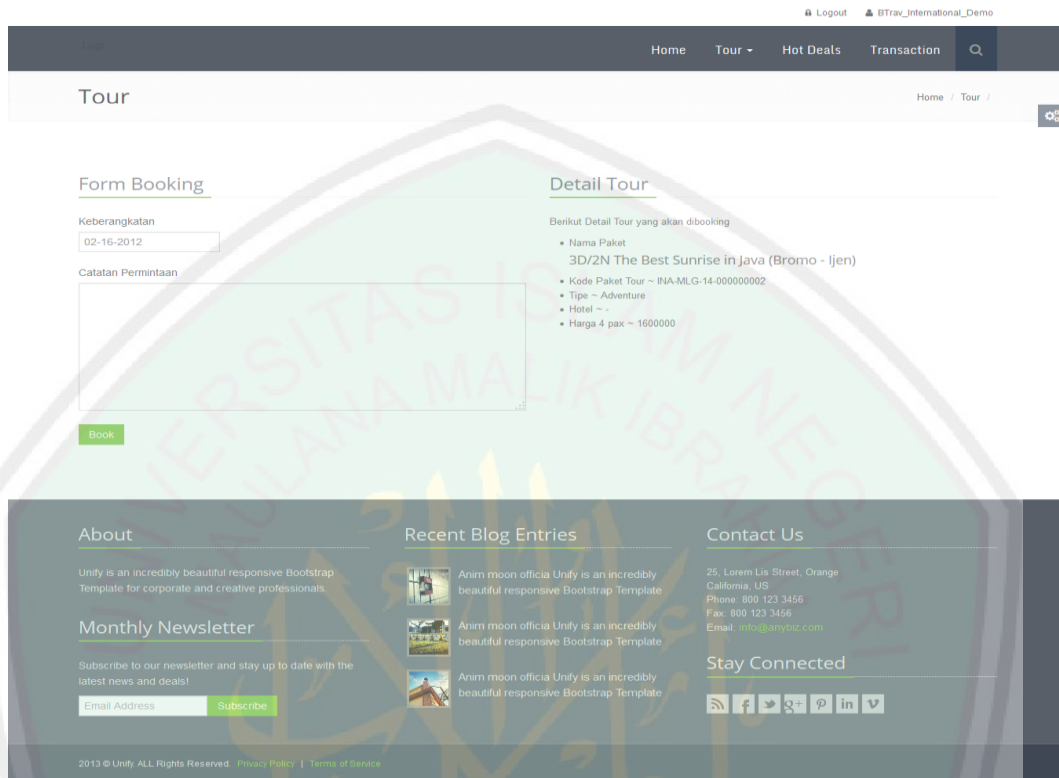 Logout BTrav_International_Demo
Logo
Home Tour Hot Deals Transaction
Tour
Home / Tour /
Form Booking
Keberangkatan
02-16-2012
Catatan Permintaan
Book
Detail Tour
Berikut Detail Tour yang akan dibooking
• Nama Paket
3D/2N The Best Sunrise in Java (Bromo - Ijen)
• Kode Paket Tour ~ INA-MLG-14-000000002
• Tipe ~ Adventure
• Hotel ~ -
• Harga 4 pax ~ 1600000
UNIVERSITAS ISLAM NEGERI
MAULANA MALIK IBRAHIM
About
Unify is an incredibly beautiful responsive Bootstrap
Template for corporate and creative professionals.
Monthly Newsletter
Subscribe to our newsletter and stay up to date with the
latest news and deals!
Email Address Subscribe
Recent Blog Entries
Anim moon officia Unify is an incredibly
beautiful responsive Bootstrap Template
Anim moon officia Unify is an incredibly
beautiful responsive Bootstrap Template
Anim moon officia Unify is an incredibly
beautiful responsive Bootstrap Template
Contact Us
25, Lorem Lis Street, Orange
California, US
Phone: 800 123 3456
Fax: 800 123 3456
Email: info@anybiz.com
Stay Connected
2013 © Unify. ALL Rights Reserved. Privacy Policy | Terms of Service